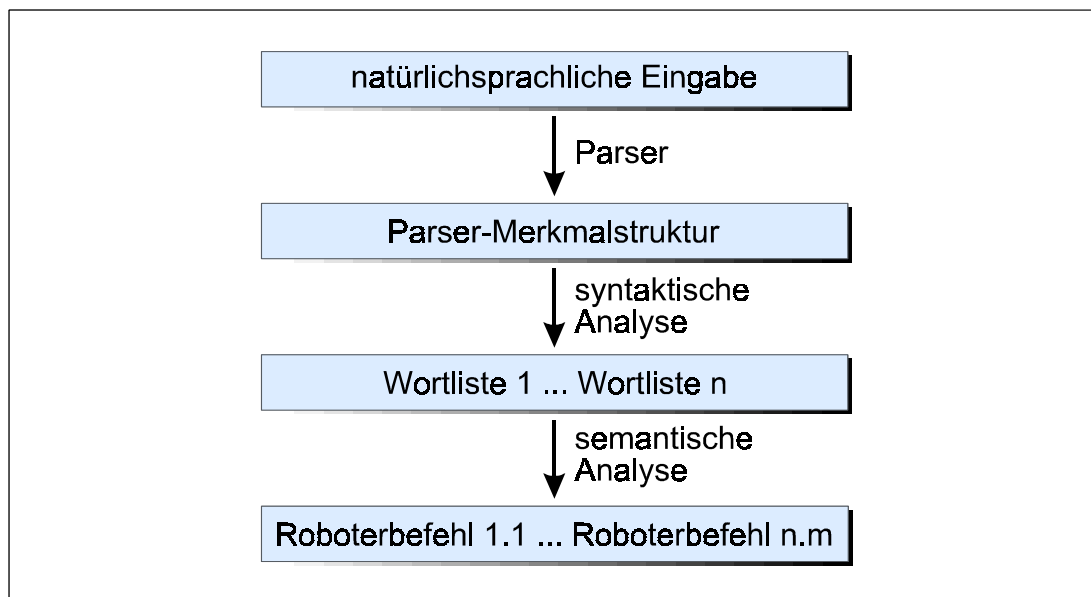 natürlichsprachliche Eingabe
Parser
Parser-Merkmalstruktur
syntaktische
Analyse
Wortliste 1 ... Wortliste n
semantische
Analyse
Roboterbefehl 1.1 ... Roboterbefehl n.m